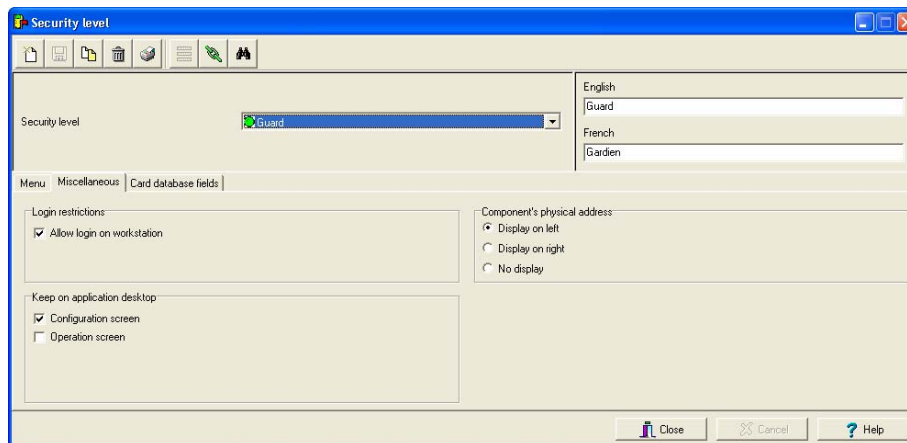 Security level
English
Guard
Security level
Guard
French
Gardien
Menu
Miscellaneous
Card database fields
Login restrictions
Allow login on workstation
Component's physical address
Display on left
Display on right
No display
Keep on application desktop
Configuration screen
Operation screen
Close
Cancel
Help